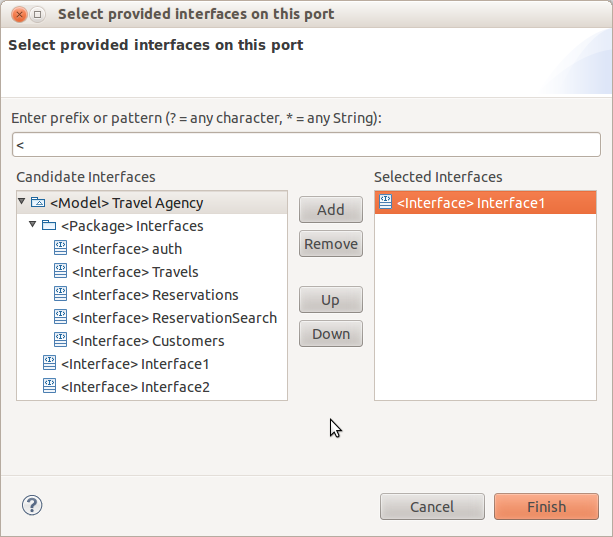 Select provided interfaces on this port
Select provided interfaces on this port
Enter prefix or pattern (? = any character, * = any String):
<
Candidate Interfaces
<Model> Travel Agency
<Package> Interfaces
<Interface> auth
<Interface> Travels
<Interface> Reservations
<Interface> ReservationSearch
<Interface> Customers
<Interface> Interface1
<Interface> Interface2
Add
Remove
Up
Down
Selected Interfaces
<Interface> Interface1
?
Cancel
Finish